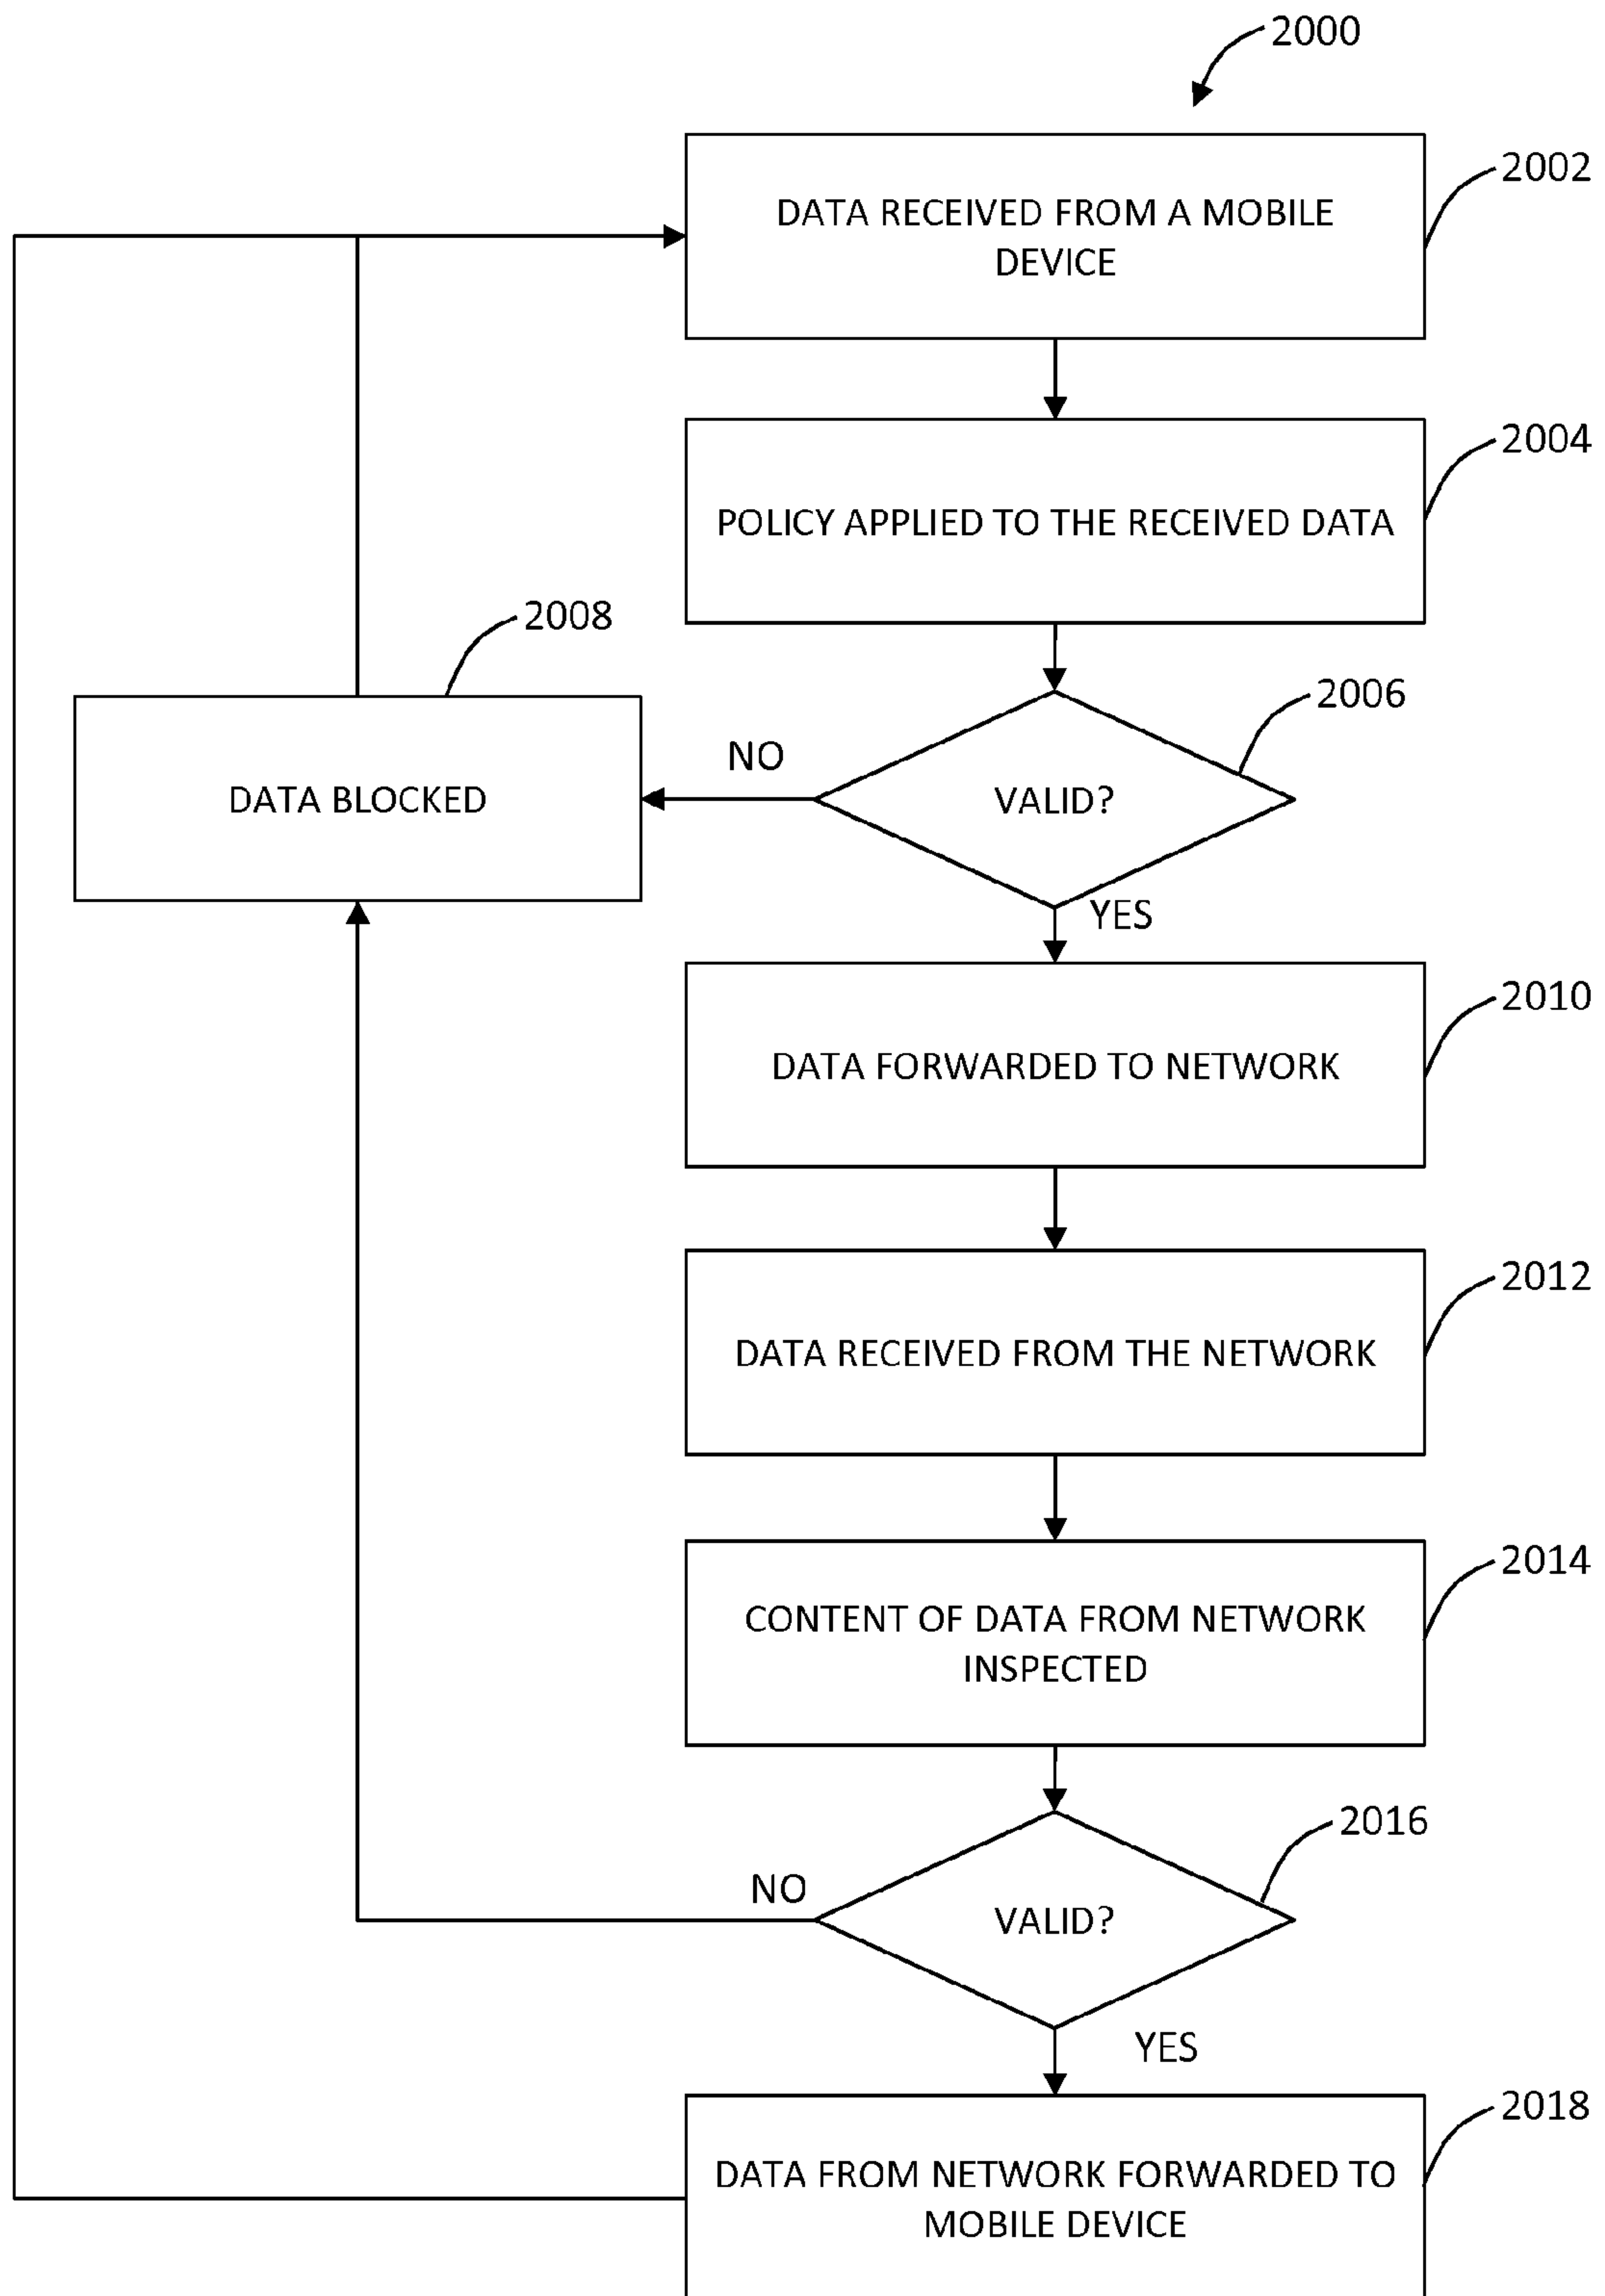 2000
2002
DATA RECEIVED FROM A MOBILE
DEVICE
2004
POLICY APPLIED TO THE RECEIVED DATA
2008
2006
NO
DATA BLOCKED
VALID?
YES
2010
DATA FORWARDED TO NETWORK
2012
DATA RECEIVED FROM THE NETWORK
2014
CONTENT OF DATA FROM NETWORK
INSPECTED
2016
NO
VALID?
YES
2018
DATA FROM NETWORK FORWARDED TO
MOBILE DEVICE